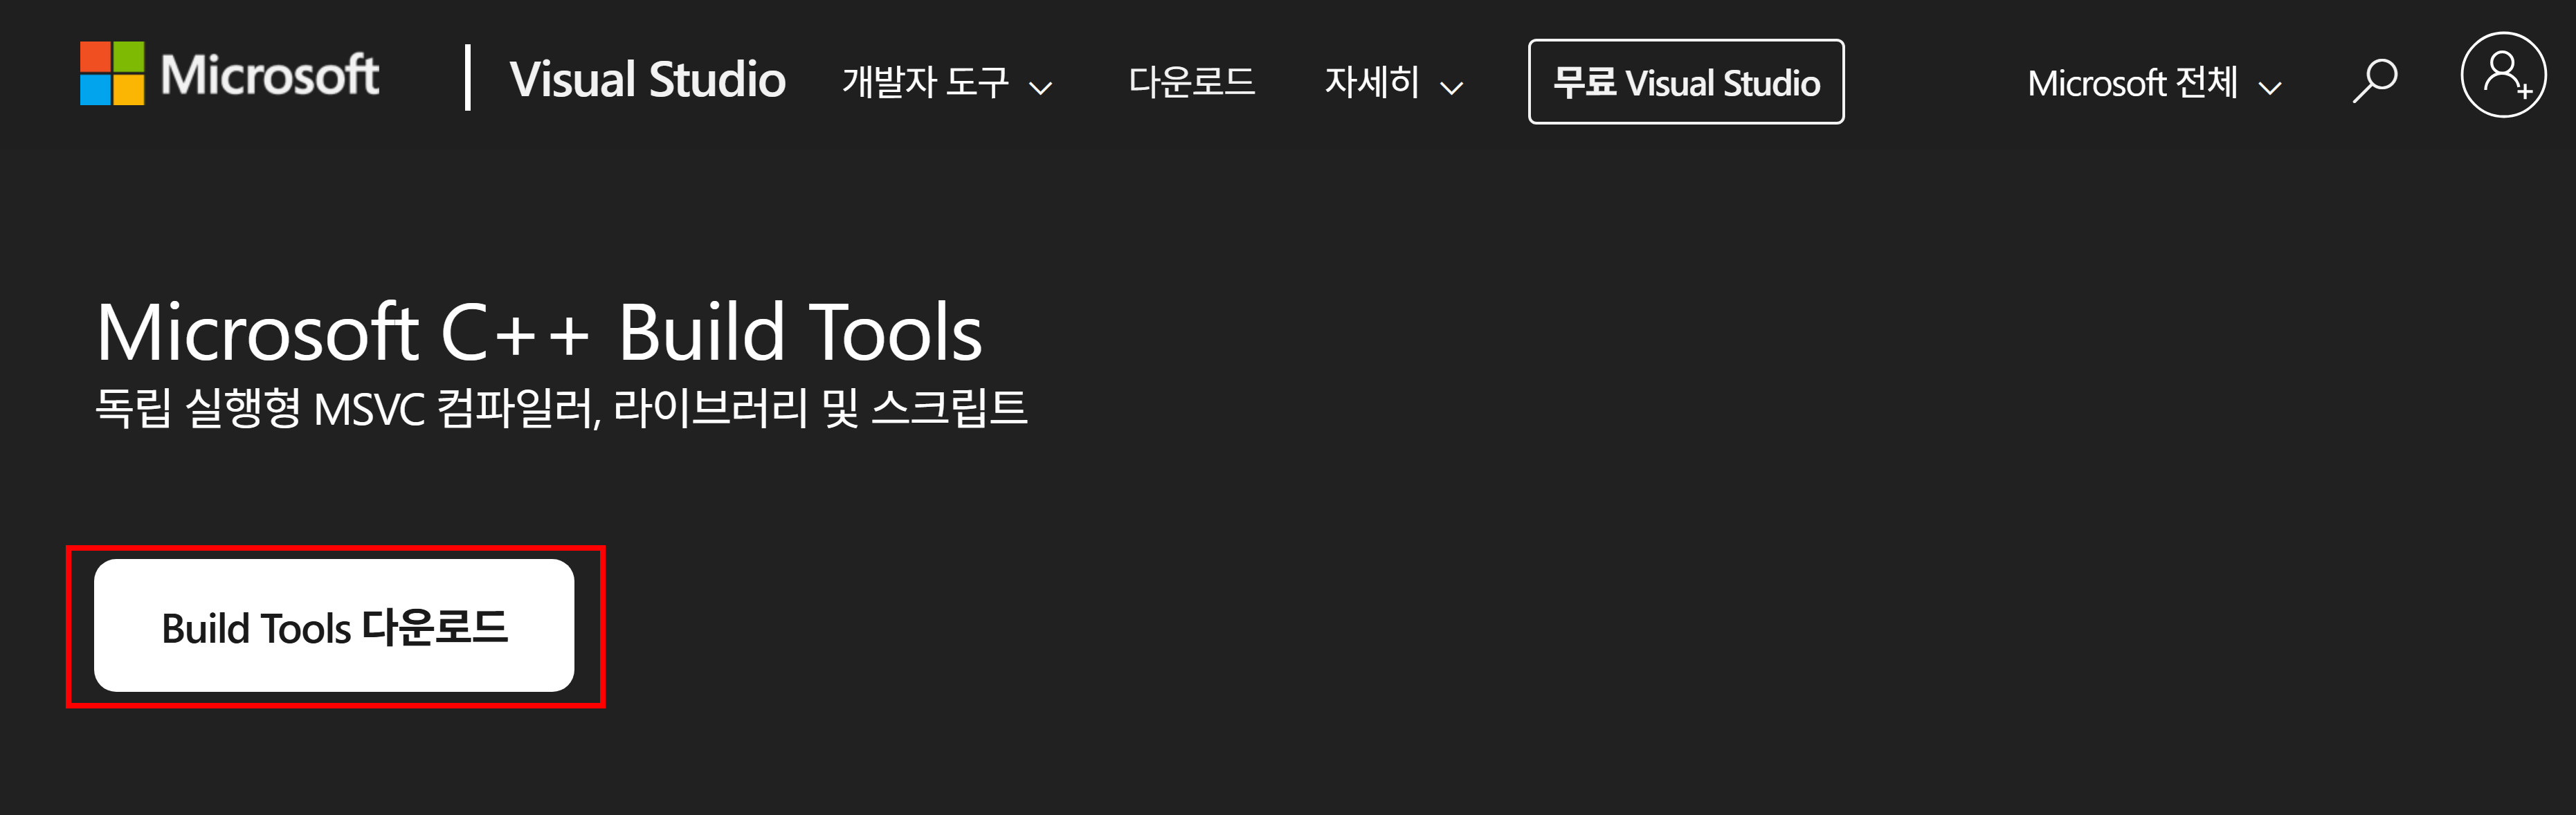 Microsoft Visual Studio 개발자 도구 다운로드 자세히 무료 Visual Studio Microsoft 전체
Microsoft C++ Build Tools
독립 실행형 MSVC 컴파일러, 라이브러리 및 스크립트
Build Tools 다운로드